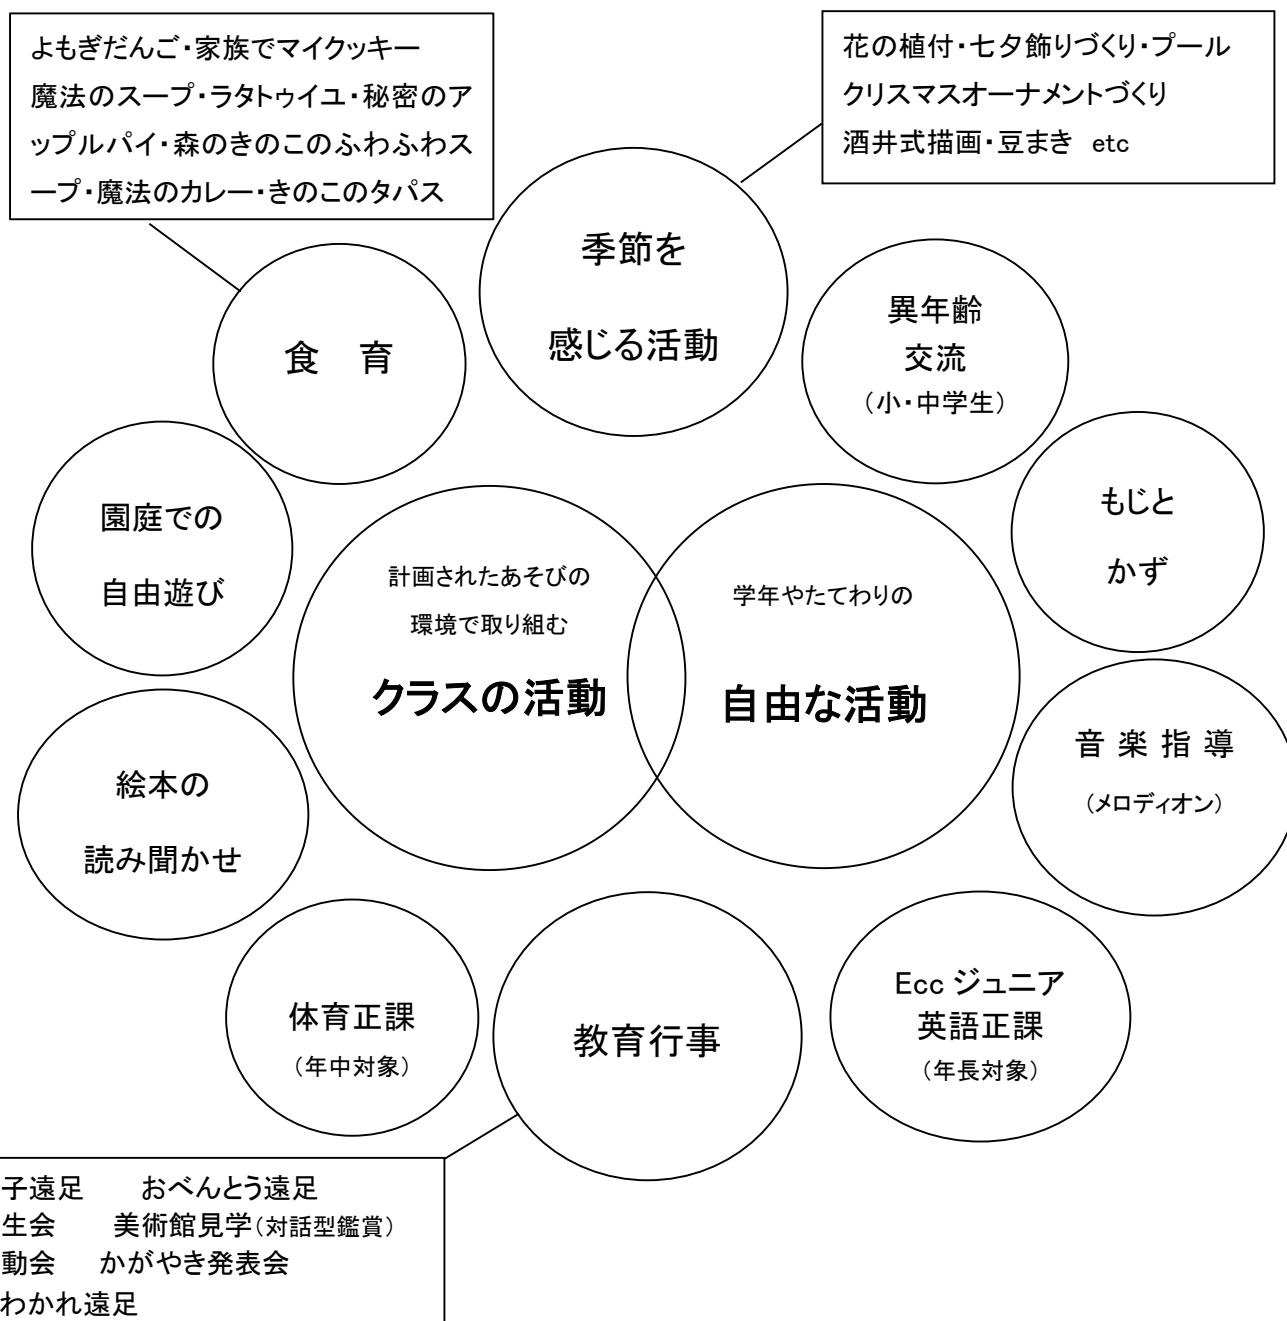 よもぎだんご・家族でマイクッキー
魔法のスープ・ラタトゥイユ・秘密のア
ップルパイ・森のきのこのふわふわス
ープ・魔法のカレー・きのこのタパス
花の植付・七夕飾りづくり・プール
クリスマスオーナメントづくり
酒井式描画・豆まき etc
季節を
感じる活動
食 育
異年齢
交流
(小・中学生)
園庭での
自由遊び
もじと
かず
計画されたあそびの
環境で取り組む
クラスの活動
学年やたてわりの
自由な活動
絵本の
読み聞かせ
音 楽 指 導
(メロディオン)
体育正課
(年中対象)
教育行事
Ecc ジュニア
英語正課
(年長対象)
子遠足 おべんとう遠足
生会 美術館見学(対話型鑑賞)
動会 かがやき発表会
わかれ遠足